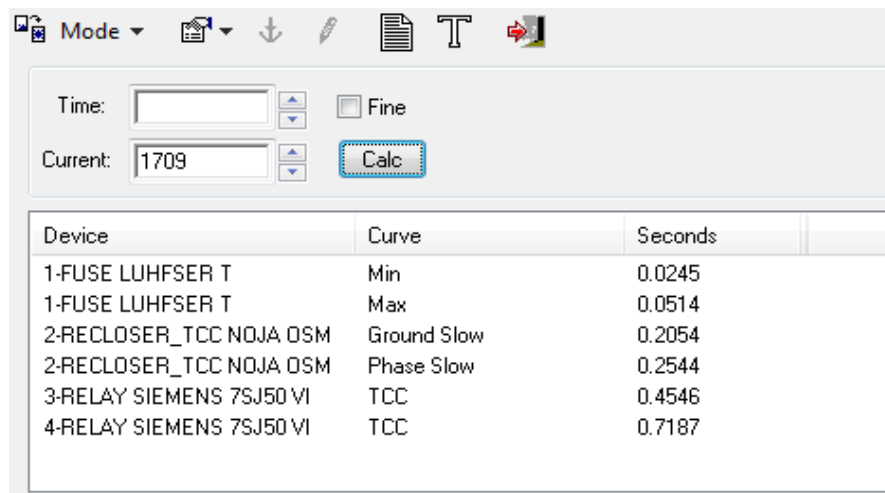 Mode
Time:
Fine
Current: 1709
Calc
Device Curve Seconds
1-FUSE LUHFSER T Min 0.0245
1-FUSE LUHFSER T Max 0.0514
2-RECLOSER_TCC NOJA OSM Ground Slow 0.2054
2-RECLOSER_TCC NOJA OSM Phase Slow 0.2544
3-RELAY SIEMENS 7SJ50 VI TCC 0.4546
4-RELAY SIEMENS 7SJ50 VI TCC 0.7187